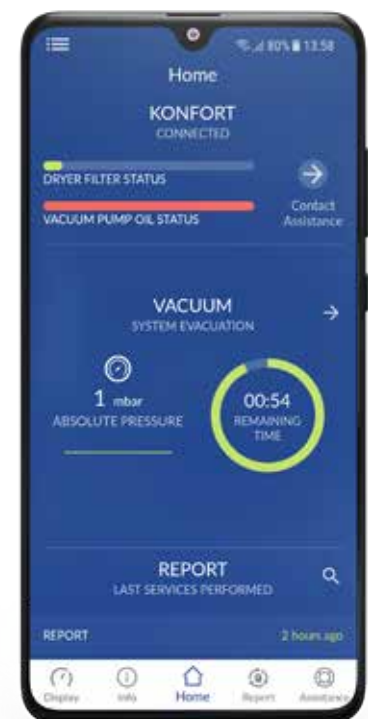 80% 13:58
Home
KONFORT
CONNECTED
DRYER FILTER STATUS
VACUUM PUMP OIL STATUS
Contact
Assistance
VACUUM
SYSTEM EVACUATION
1 mbar
ABSOLUTE PRESSURE
00:54
REMAINING
TIME
REPORT
LAST SERVICES PERFORMED
REPORT 2 hours ago
Display Info Home Report Assistance